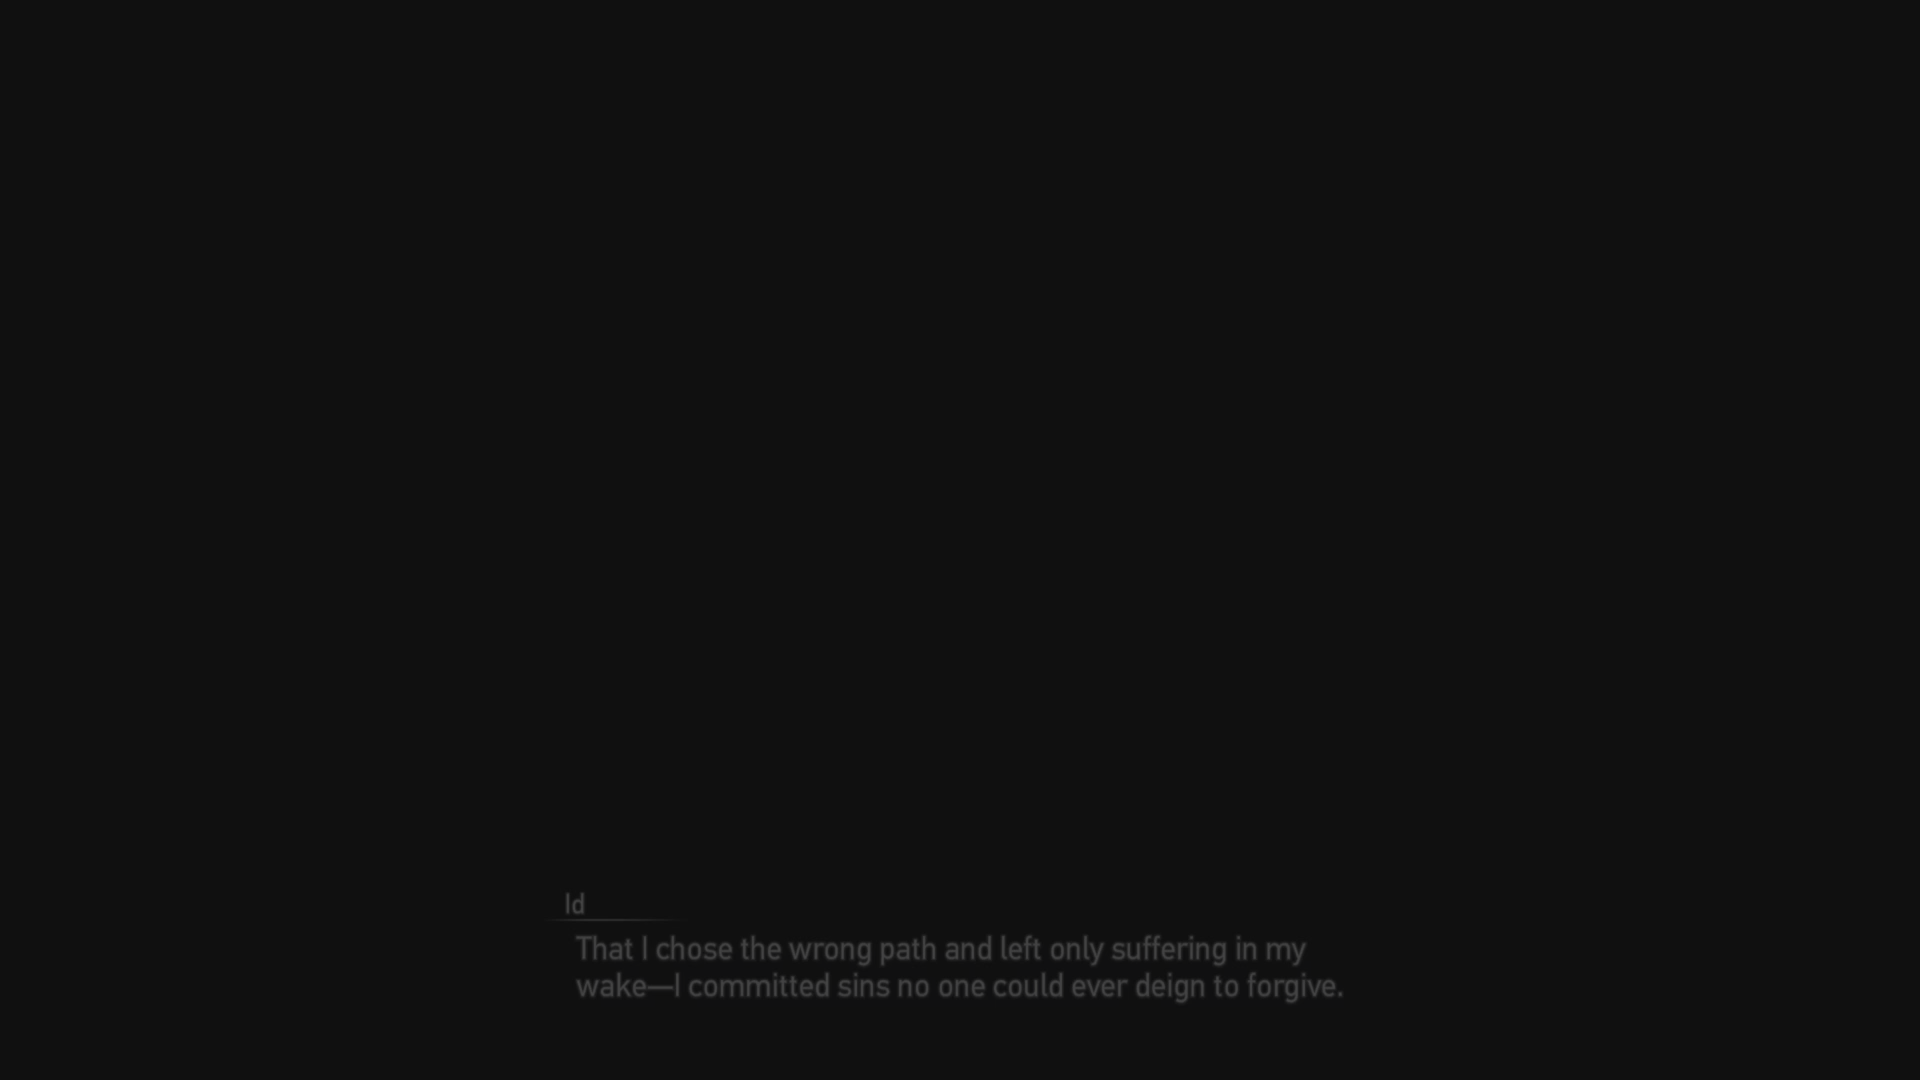 Id
That I chose the wrong path and left only suffering in my
wake—I committed sins no one could ever deign to forgive.